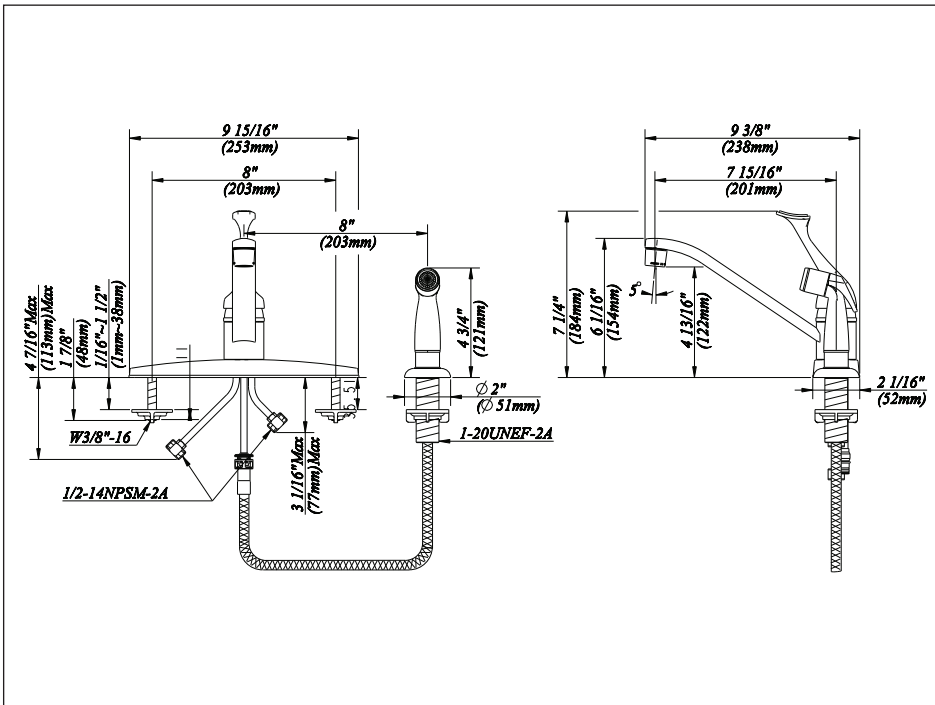 9 15/16"
(253mm)
8"
(203mm)
8"
(203mm)
9 3/8"
(238mm)
7 15/16"
(201mm)
4 7/16"Max
(113mm)Max
1 7/8"
(48mm)
1/16"~1 1/2"
(1mm~38mm)
11
4 3/4"
(121mm)
7 1/4"
(184mm)
6 1/16"
(154mm)
5°
4 13/16"
(122mm)
Ø 2"
(Ø 51mm)
2 1/16"
(52mm)
W3/8"-16
1-20UNEF-2A
1/2-14NPSM-2A
3 1/16"Max
(77mm)Max